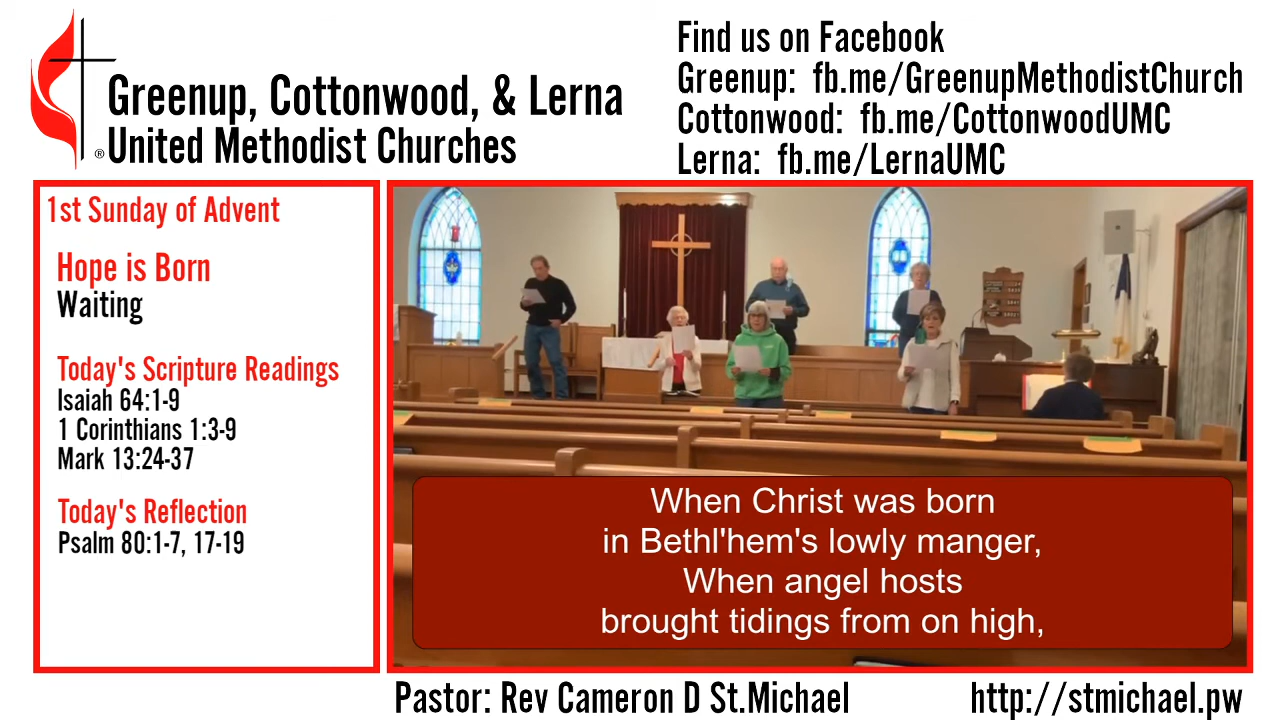 Greenup, Cottonwood, & Lerna
® United Methodist Churches
Find us on Facebook
Greenup: fb.me/GreenupMethodistChurch
Cottonwood: fb.me/CottonwoodUMC
Lerna: fb.me/LernaUMC
1st Sunday of Advent
Hope is Born
Waiting
Today's Scripture Readings
Isaiah 64:1-9
1 Corinthians 1:3-9
Mark 13:24-37
Today's Reflection
Psalm 80:1-7, 17-19
When Christ was born
in Bethl'hem's lowly manger,
When angel hosts
brought tidings from on high,
Pastor: Rev Cameron D St.Michael
http://stmichael.pw